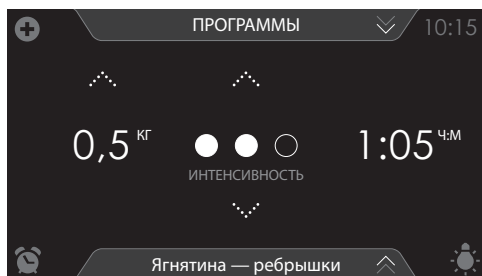 ПРОГРАММЫ
10:15
0,5 КГ
1:05 Ч:М
ИНТЕНСИВНОСТЬ
Ягнятина — ребрышки